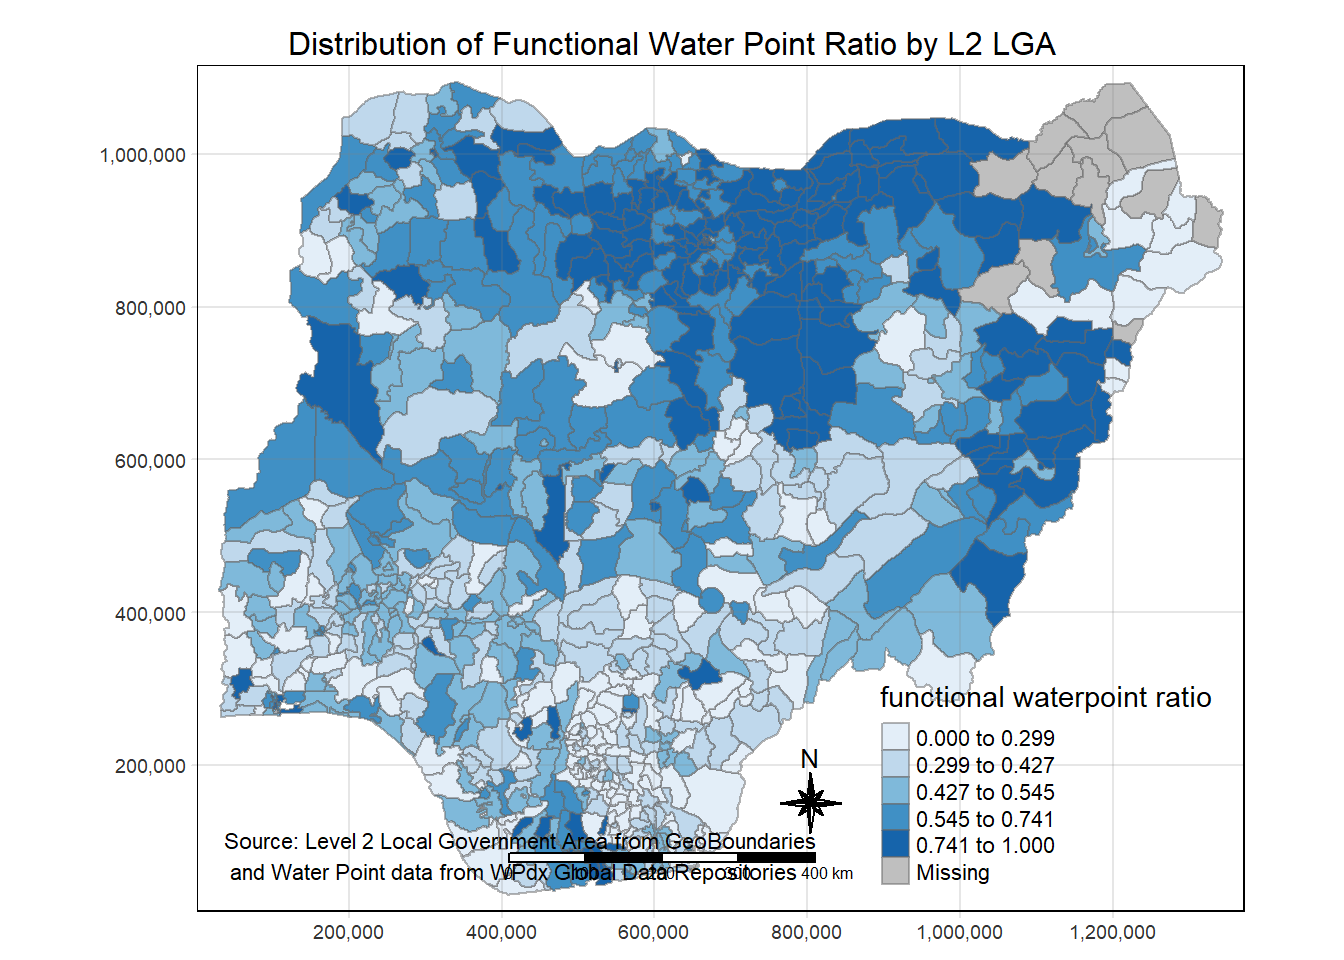 Distribution of Functional Water Point Ratio by L2 LGA
1,000,000
800,000
600,000
400,000
200,000
functional waterpoint ratio
0.000 to 0.299
0.299 to 0.427
0.427 to 0.545
0.545 to 0.741
0.741 to 1.000
Missing
N
Source: Level 2 Local Government Area from GeoBoundaries
and Water Point data from WPdx Global Data Repositories
0 100 200 300 400 km
200,000 400,000 600,000 800,000 1,000,000 1,200,000